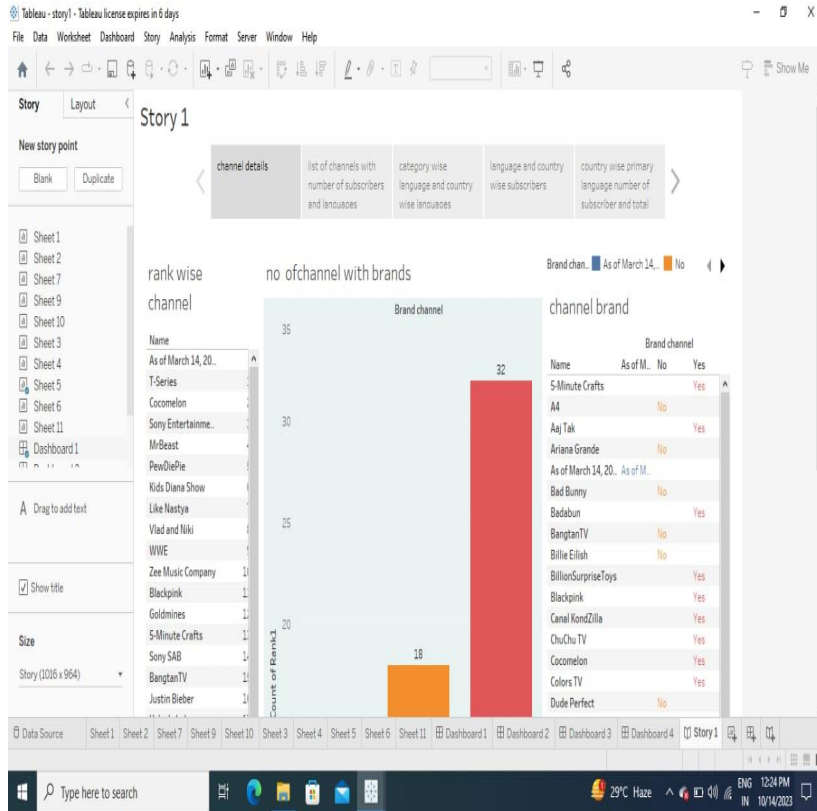 Tableau - story1 - Tableau license expires in 6 days
File Data Worksheet Dashboard Story Analysis Format Server Window Help
Show Me
Story Layout
New story point
Blank Duplicate
Sheet 1
Sheet 2
Sheet 7
Sheet 9
Sheet 10
Sheet 3
Sheet 4
Sheet 5
Sheet 6
Sheet 11
Dashboard 1
A Drag to add text
Show title
Size
Story (1016 x 964)
Story 1
channel details
list of channels with
number of subscribers
and languages
category wise
language and country
wise languages
language and country
wise subscribers
country wise primary
language number of
subscriber and total
rank wise
channel
Name
As of March 14, 20..
T-Series
Cocomelon
Sony Entertainme..
MrBeast
PewDiePie
Kids Diana Show
Like Nastya
Vlad and Niki
WWE
Zee Music Company
Blackpink
Goldmines
5-Minute Crafts
Sony SAB
BangtanTV
Justin Bieber
no ofchannel with brands
Brand channel
35
30
25
20
Count of Rank1
32
18
Brand chan.. As of March 14,... No
channel brand
Brand channel
Name As of M.. No Yes
5-Minute Crafts Yes
A4 No
Aaj Tak Yes
Ariana Grande No
As of March 14, 20.. As of M..
Bad Bunny No
Badabun Yes
BangtanTV No
Billie Eilish No
BillionSurpriseToys Yes
Blackpink Yes
Canal KondZilla Yes
ChuChu TV Yes
Cocomelon Yes
Colors TV Yes
Dude Perfect No
Data Source Sheet 1 Sheet 2 Sheet 7 Sheet 9 Sheet 10 Sheet 3 Sheet 4 Sheet 5 Sheet 6 Sheet 11 Dashboard 1 Dashboard 2 Dashboard 3 Dashboard 4 Story 1
Type here to search
29°C Haze
ENG
IN
12:24 PM
10/14/2023